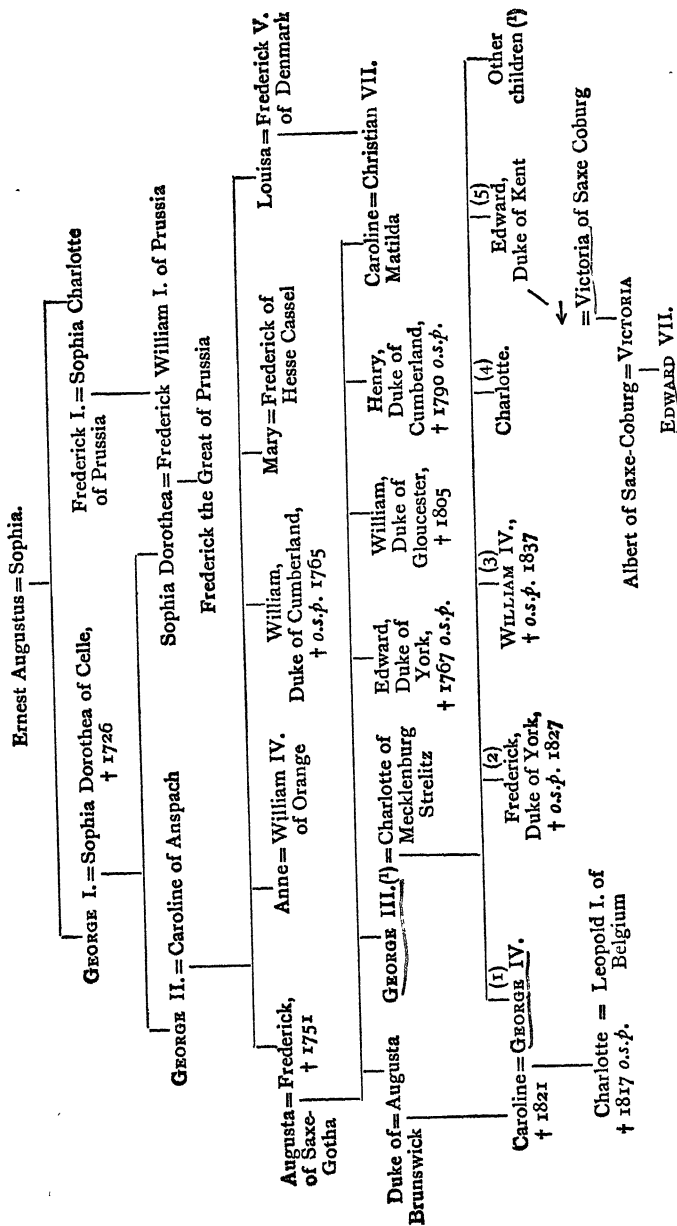 Ernest Augustus = Sophia.
GEORGE I. = Sophia Dorothea of Celle,
† 1726
Frederick I. = Sophia Charlotte
of Prussia
GEORGE II. = Caroline of Anspach
Sophia Dorothea = Frederick William I. of Prussia
Frederick the Great of Prussia
Augusta = Frederick,
of Saxe- † 1751
Gotha
Anne = William IV.
of Orange
William,
Duke of Cumberland,
† o.s.p. 1765
Mary = Frederick of
Hesse Cassel
Louisa = Frederick V.
of Denmark
Duke of = Augusta
Brunswick
GEORGE III.(¹) = Charlotte of
Mecklenburg
Strelitz
Edward,
Duke of
York,
† 1767 o.s.p.
William,
Duke of
Gloucester,
† 1805
Henry,
Duke of
Cumberland,
† 1790 o.s.p.
Caroline = Christian VII.
Matilda
(1)
Caroline = GEORGE IV.
† 1821
(2)
Frederick,
Duke of York,
† o.s.p. 1827
(3)
WILLIAM IV.,
† o.s.p. 1837
(4)
Charlotte.
(5)
Edward,
Duke of Kent
Other
children (¹)
= Victoria of Saxe Coburg
Charlotte = Leopold I. of
† 1817 o.s.p. Belgium
Albert of Saxe-Coburg = VICTORIA
EDWARD VII.